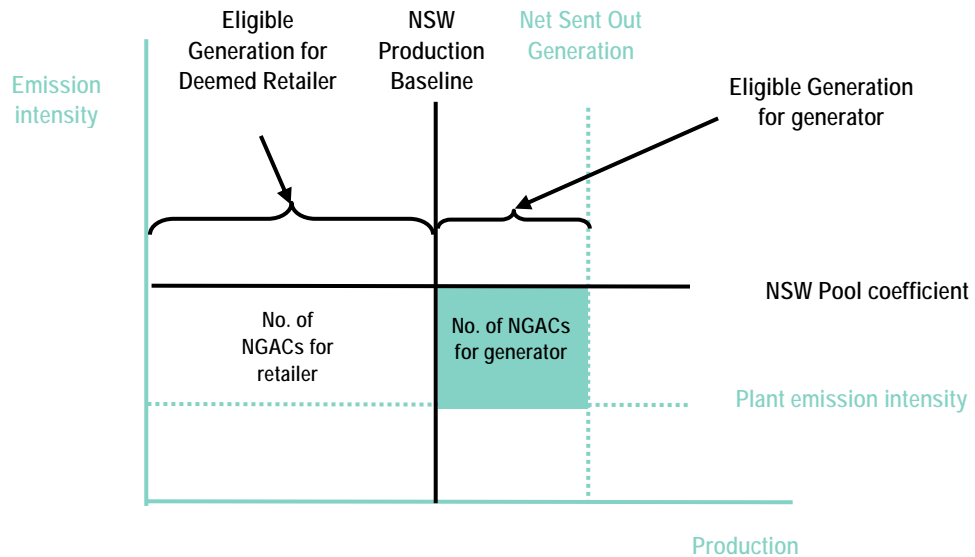 Eligible
Generation for
Deemed Retailer
NSW
Production
Baseline
Net Sent Out
Generation
Emission
intensity
Eligible Generation
for generator
NSW Pool coefficient
No. of
NGACs for
retailer
No. of NGACs
for generator
Plant emission intensity
Production